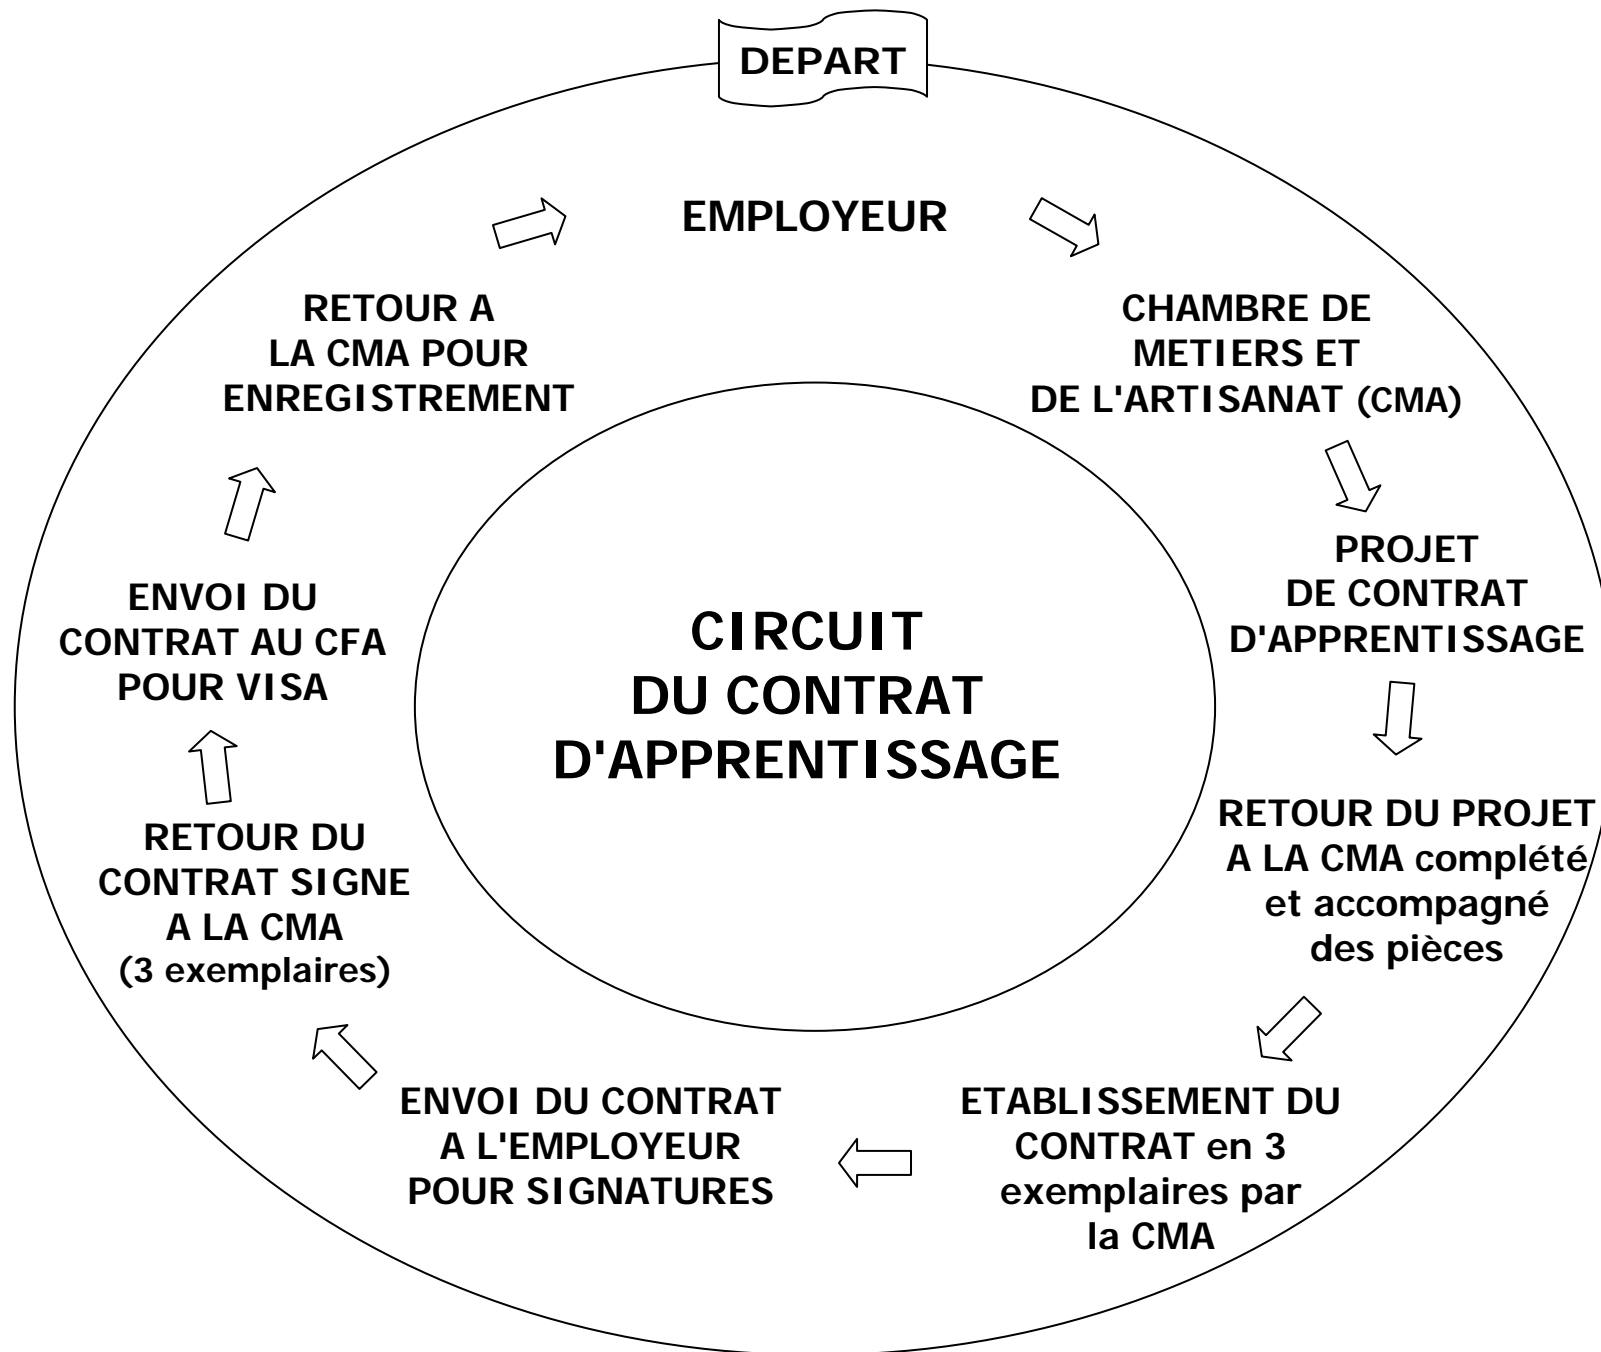 DEPART
EMPLOYEUR
CHAMBRE DE
METIERS ET
DE L'ARTISANAT (CMA)
PROJET
DE CONTRAT
D'APPRENTISSAGE
RETOUR DU PROJET
A LA CMA complété
et accompagné
des pièces
ETABLISSEMENT DU
CONTRAT en 3
exemplaires par
la CMA
ENVOI DU CONTRAT
A L'EMPLOYEUR
POUR SIGNATURES
RETOUR DU
CONTRAT SIGNE
A LA CMA
(3 exemplaires)
ENVOI DU
CONTRAT AU CFA
POUR VISA
RETOUR A
LA CMA POUR
ENREGISTREMENT
CIRCUIT
DU CONTRAT
D'APPRENTISSAGE